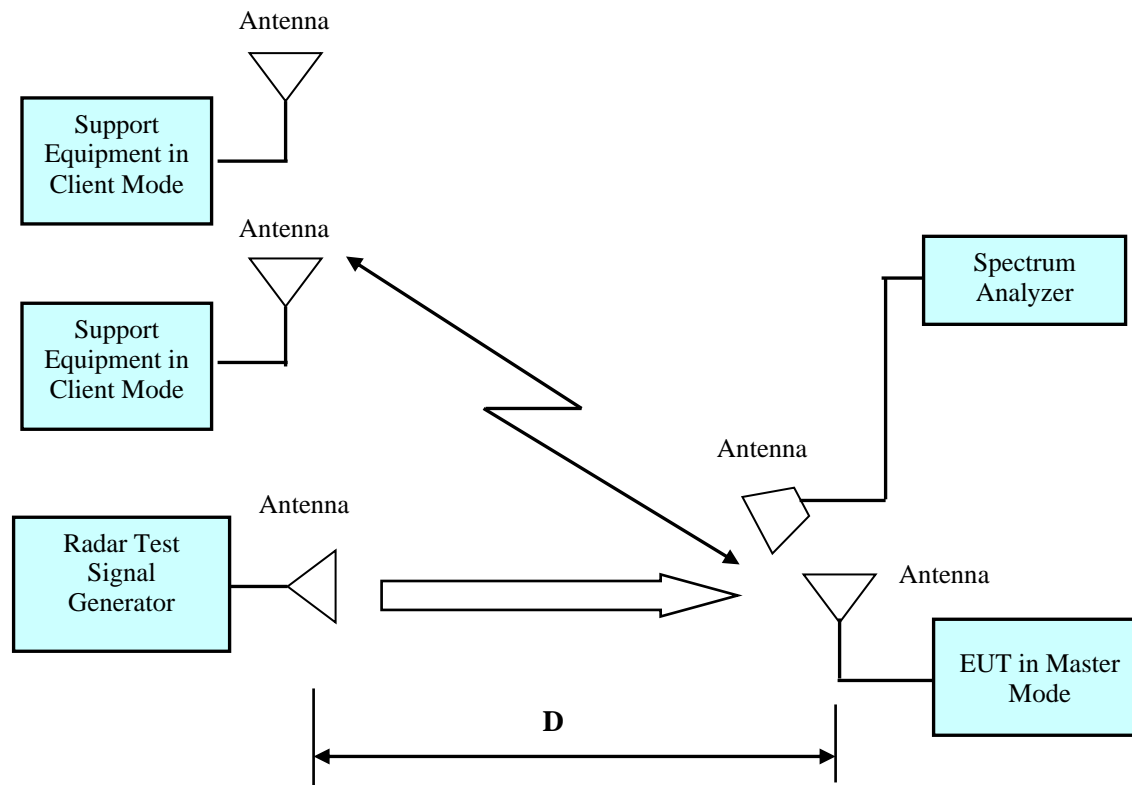 Antenna
Support
Equipment in
Client Mode
Antenna
Support
Equipment in
Client Mode
Spectrum
Analyzer
Antenna
Antenna
Radar Test
Signal
Generator
Antenna
EUT in Master
Mode
D